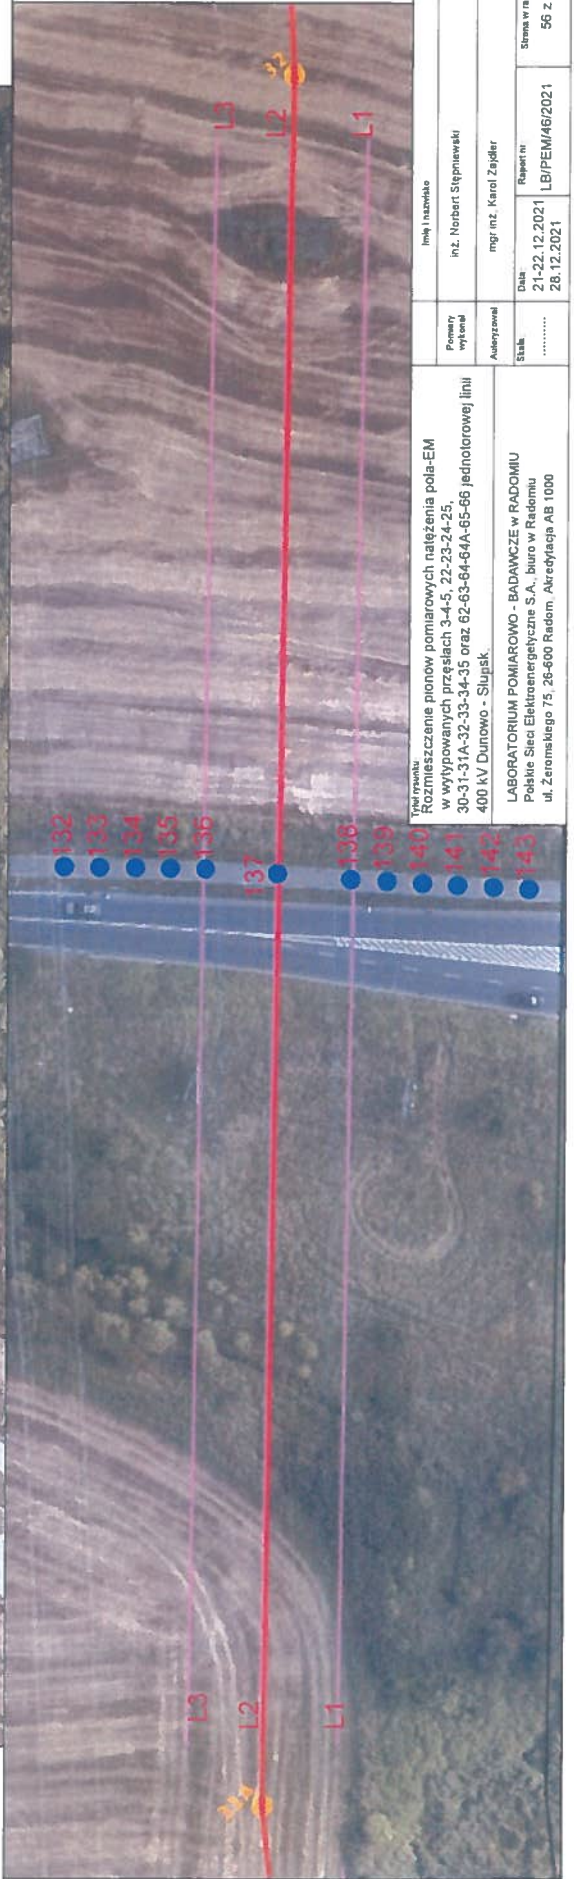 32
L3
L2
L1
132
133
134
135
136
137
138
139
140
141
142
143
L3
L2
L1
Tytuł rysunku
Rozmieszczenie pionów pomiarowych natężenia pola-EM
w wytypowanych przęsłach 3-4-5, 22-23-24-25,
30-31-31A-32-33-34-35 oraz 62-63-64-64A-65-66 jednotorowej linii
400 kV Dunowo - Słupsk.
LABORATORIUM POMIAROWO - BADAWCZE w RADOMIU
Polskie Sieci Elektroenergetyczne S.A., biuro w Radomiu
ul. Żeromskiego 75, 26-600 Radom, Akredytacja AB 1000
Imię i nazwisko
Pomiary wykonał
inż. Norbert Stępniewski
Autoryzował
mgr inż. Karol Zajdler
Skala:
..........
Data:
21-22.12.2021
28.12.2021
Raport nr
LB/PEM/46/2021
Strona w
56 z